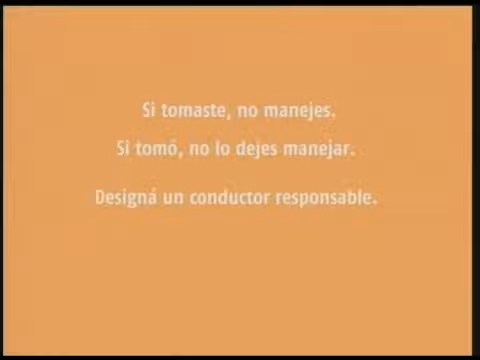 Si tomaste, no manejes.
Si tomó, no lo dejes manejar.
Designá un conductor responsable.